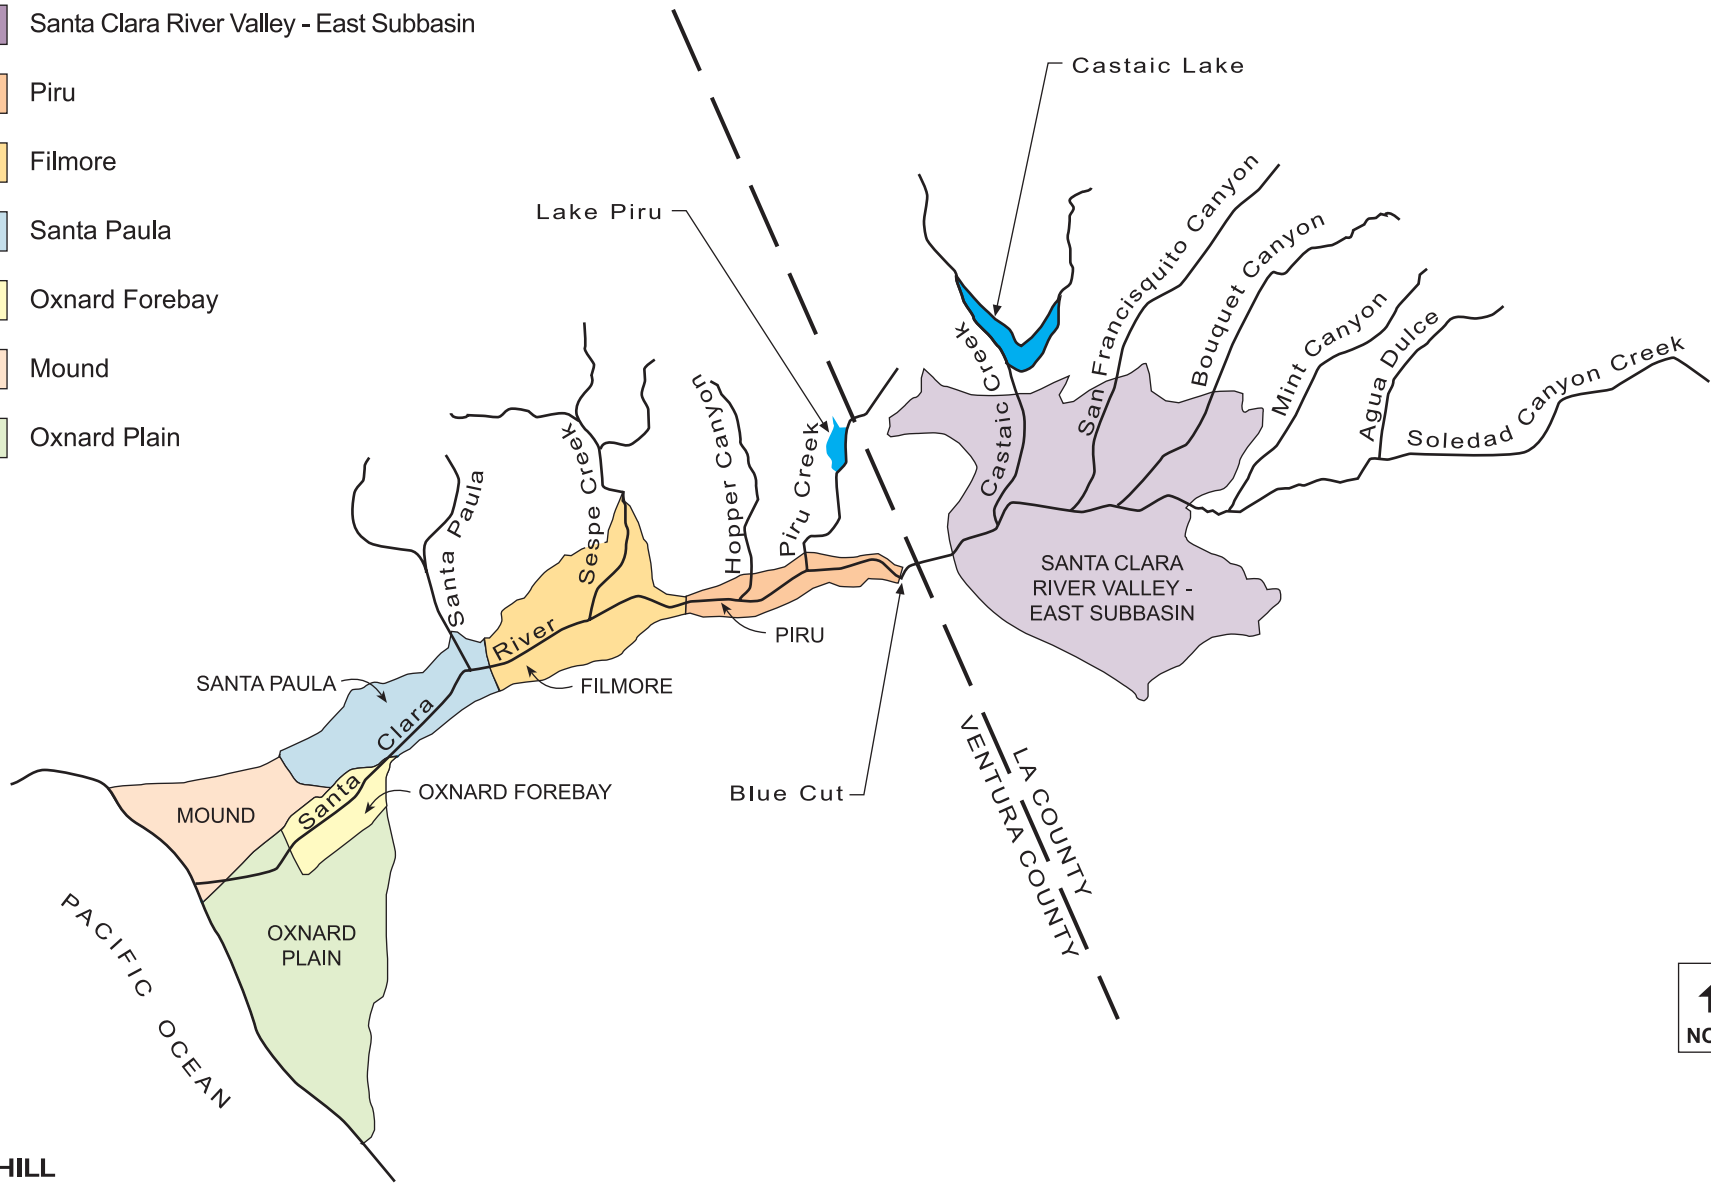 Santa Clara River Valley - East Subbasin
Piru
Filmore
Santa Paula
Oxnard Forebay
Mound
Oxnard Plain
Castaic Lake
Lake Piru
San Francisquito Canyon
Bouquet Canyon
Mint Canyon
Agua Dulce
Soledad Canyon Creek
Castaic Creek
Piru Creek
Hopper Canyon
Sespe Creek
Santa Paula
SANTA CLARA
RIVER VALLEY -
EAST SUBBASIN
PIRU
FILMORE
SANTA PAULA
Santa Clara River
OXNARD FOREBAY
MOUND
OXNARD
PLAIN
Blue Cut
LA COUNTY
VENTURA COUNTY
PACIFIC OCEAN
HILL